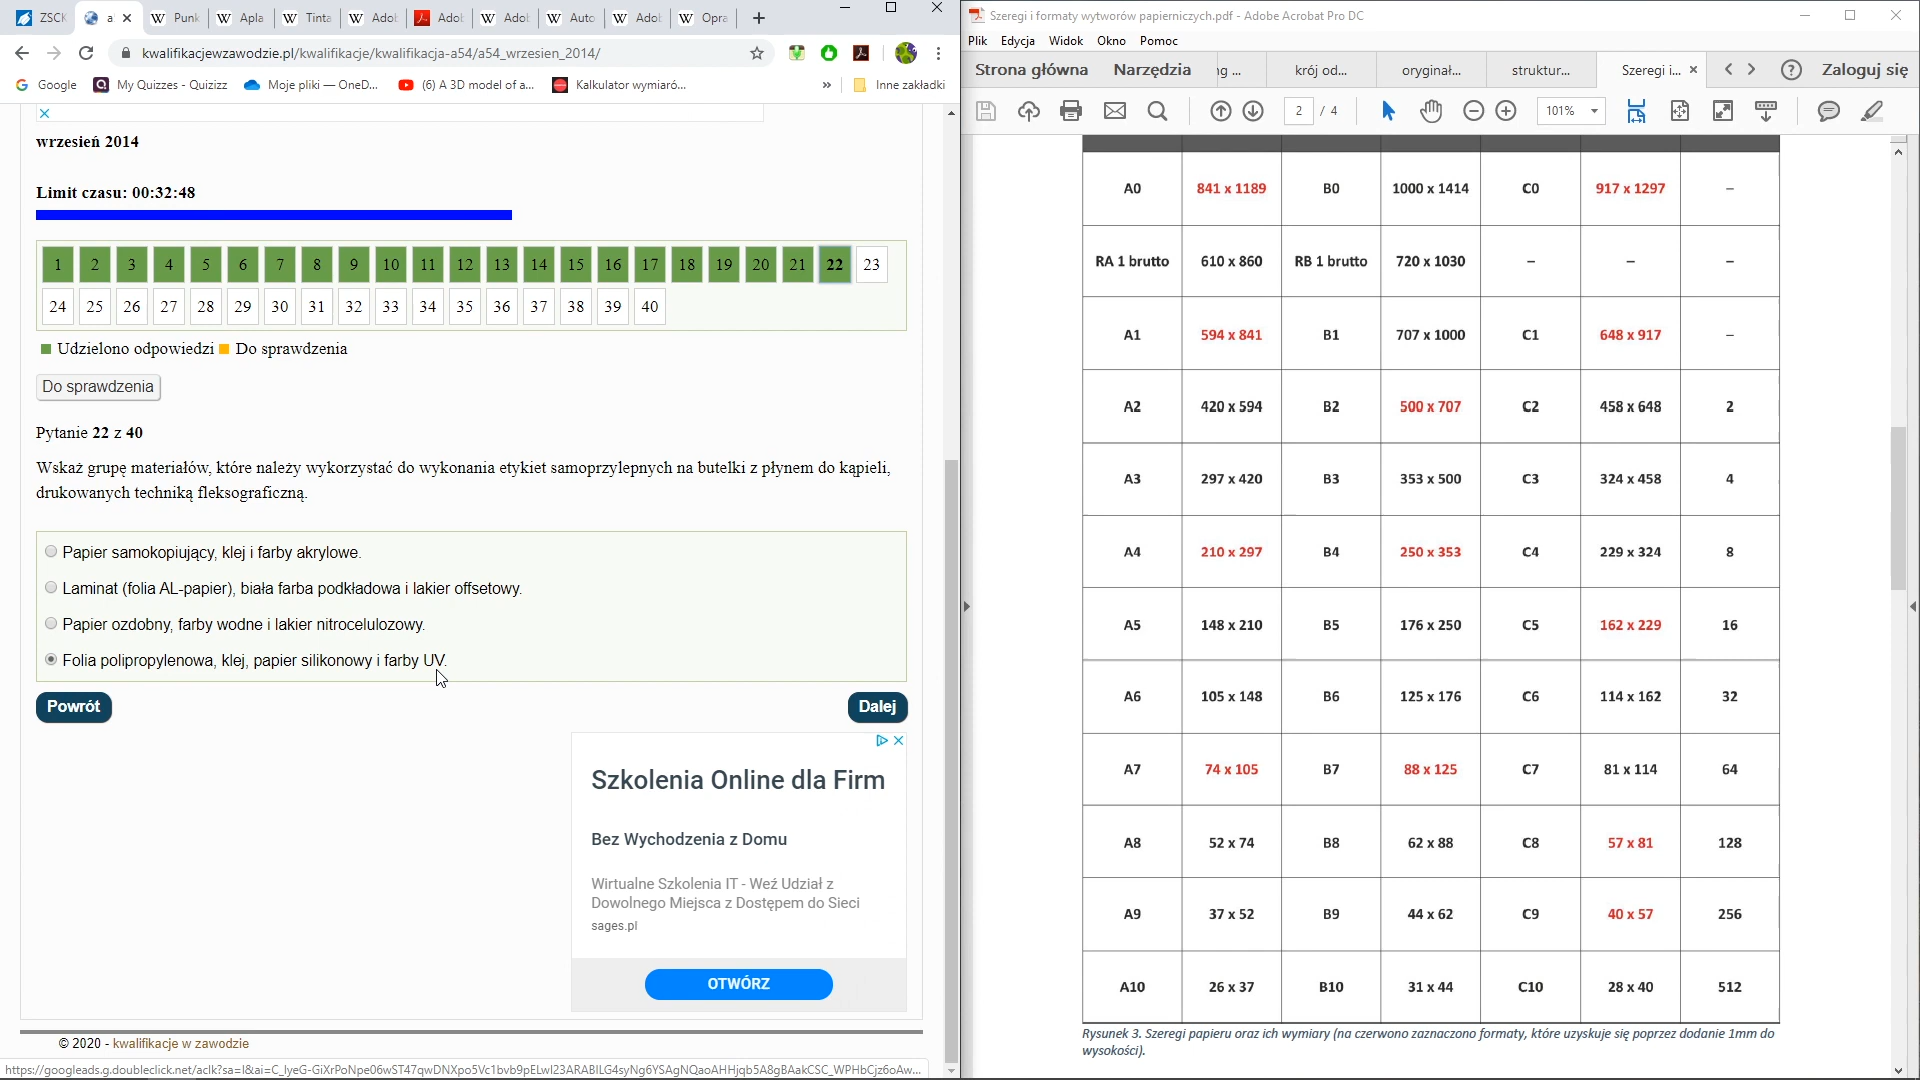 ZSCK
a
Punk
Apla
Tinta
Adob
Adob
Adob
Auto
Adob
Opra
kwalifikacjewzawodzie.pl/kwalifikacje/kwalifikacja-a54/a54_wrzesien_2014/
Google
My Quizzes - Quizizz
Moje pliki — OneD...
(6) A 3D model of a...
Kalkulator wymiaró...
»
Inne zakładki
wrzesień 2014
Limit czasu: 00:32:48
1 2 3 4 5 6 7 8 9 10 11 12 13 14 15 16 17 18 19 20 21 22 23
24 25 26 27 28 29 30 31 32 33 34 35 36 37 38 39 40
Udzielono odpowiedzi Do sprawdzenia
Do sprawdzenia
Pytanie 22 z 40
Wskaż grupę materiałów, które należy wykorzystać do wykonania etykiet samoprzylepnych na butelki z płynem do kąpieli,
drukowanych techniką fleksograficzną.
Papier samokopiujący, klej i farby akrylowe.
Laminat (folia AL-papier), biała farba podkładowa i lakier offsetowy.
Papier ozdobny, farby wodne i lakier nitrocelulozowy.
Folia polipropylenowa, klej, papier silikonowy i farby UV.
Powrót
Dalej
Szkolenia Online dla Firm
Bez Wychodzenia z Domu
Wirtualne Szkolenia IT - Weź Udział z
Dowolnego Miejsca z Dostępem do Sieci
sages.pl
OTWÓRZ
© 2020 - kwalifikacje w zawodzie
Szeregi i formaty wytworów papierniczych.pdf - Adobe Acrobat Pro DC
Plik Edycja Widok Okno Pomoc
Strona główna Narzędzia
ng ...
krój od...
oryginał...
struktur...
Szeregi i...
Zaloguj się
2 / 4
101%
A0 841 x 1189 B0 1000 x 1414 C0 917 x 1297 –
RA 1 brutto 610 x 860 RB 1 brutto 720 x 1030 – – –
A1 594 x 841 B1 707 x 1000 C1 648 x 917 –
A2 420 x 594 B2 500 x 707 C2 458 x 648 2
A3 297 x 420 B3 353 x 500 C3 324 x 458 4
A4 210 x 297 B4 250 x 353 C4 229 x 324 8
A5 148 x 210 B5 176 x 250 C5 162 x 229 16
A6 105 x 148 B6 125 x 176 C6 114 x 162 32
A7 74 x 105 B7 88 x 125 C7 81 x 114 64
A8 52 x 74 B8 62 x 88 C8 57 x 81 128
A9 37 x 52 B9 44 x 62 C9 40 x 57 256
A10 26 x 37 B10 31 x 44 C10 28 x 40 512
Rysunek 3. Szeregi papieru oraz ich wymiary (na czerwono zaznaczono formaty, które uzyskuje się poprzez dodanie 1mm do
wysokości).